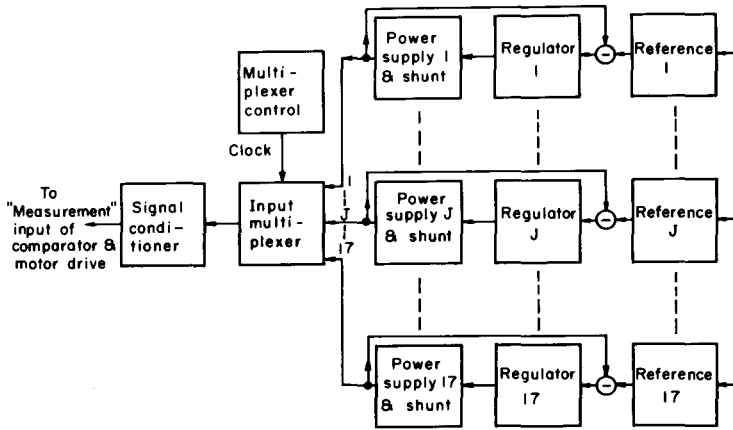 Power
supply 1
& shunt
Regulator
1
Reference
1
Multi-
plexer
control
Clock
To
"Measurement"
input of
comparator &
motor drive
Signal
condi-
tioner
Input
multi-
plexer
1
J
17
Power
supply J
& shunt
Regulator
J
Reference
J
Power
supply 17
& shunt
Regulator
17
Reference
17